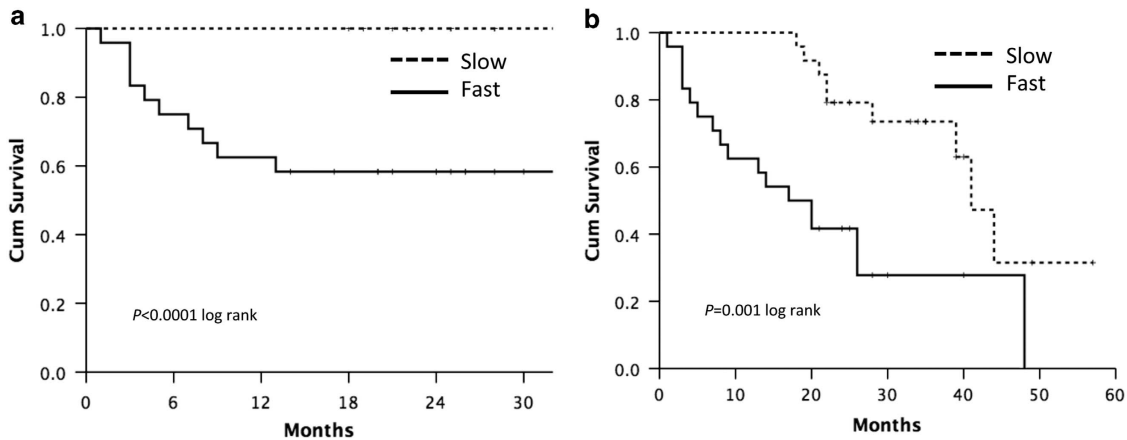 a
Cum Survival
1.0
0.8
0.6
0.4
0.2
0.0
Slow
Fast
P<0.0001 log rank
0 6 12 18 24 30
Months
b
Cum Survival
1.0
0.8
0.6
0.4
0.2
0.0
Slow
Fast
P=0.001 log rank
0 10 20 30 40 50 60
Months